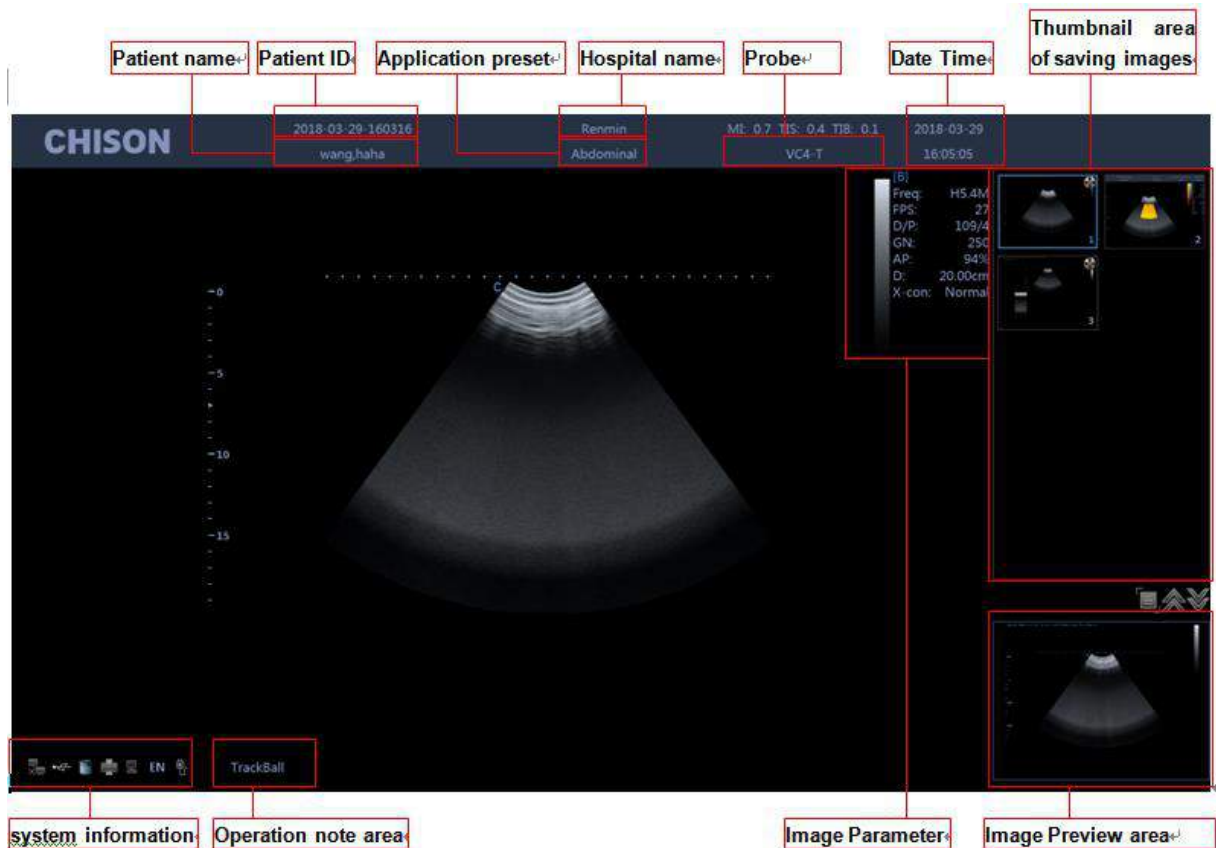 Thumbnail area
of saving images
Patient name
Patient ID
Application preset
Hospital name
Probe
Date Time
CHISON
2018-03-29-160316
Renmin
MI: 0.7 TIS: 0.4 TIB: 0.1
2018-03-29
wang,haha
Abdominal
VC4-T
16:05:05
[B]
Freq: H5.4M
FPS: 27
D/P: 109/4
GN: 250
AP: 94%
D: 20.00cm
X-con: Normal
1
2
3
C
0
5
10
15
EN
TrackBall
system information
Operation note area
Image Parameter
Image Preview area